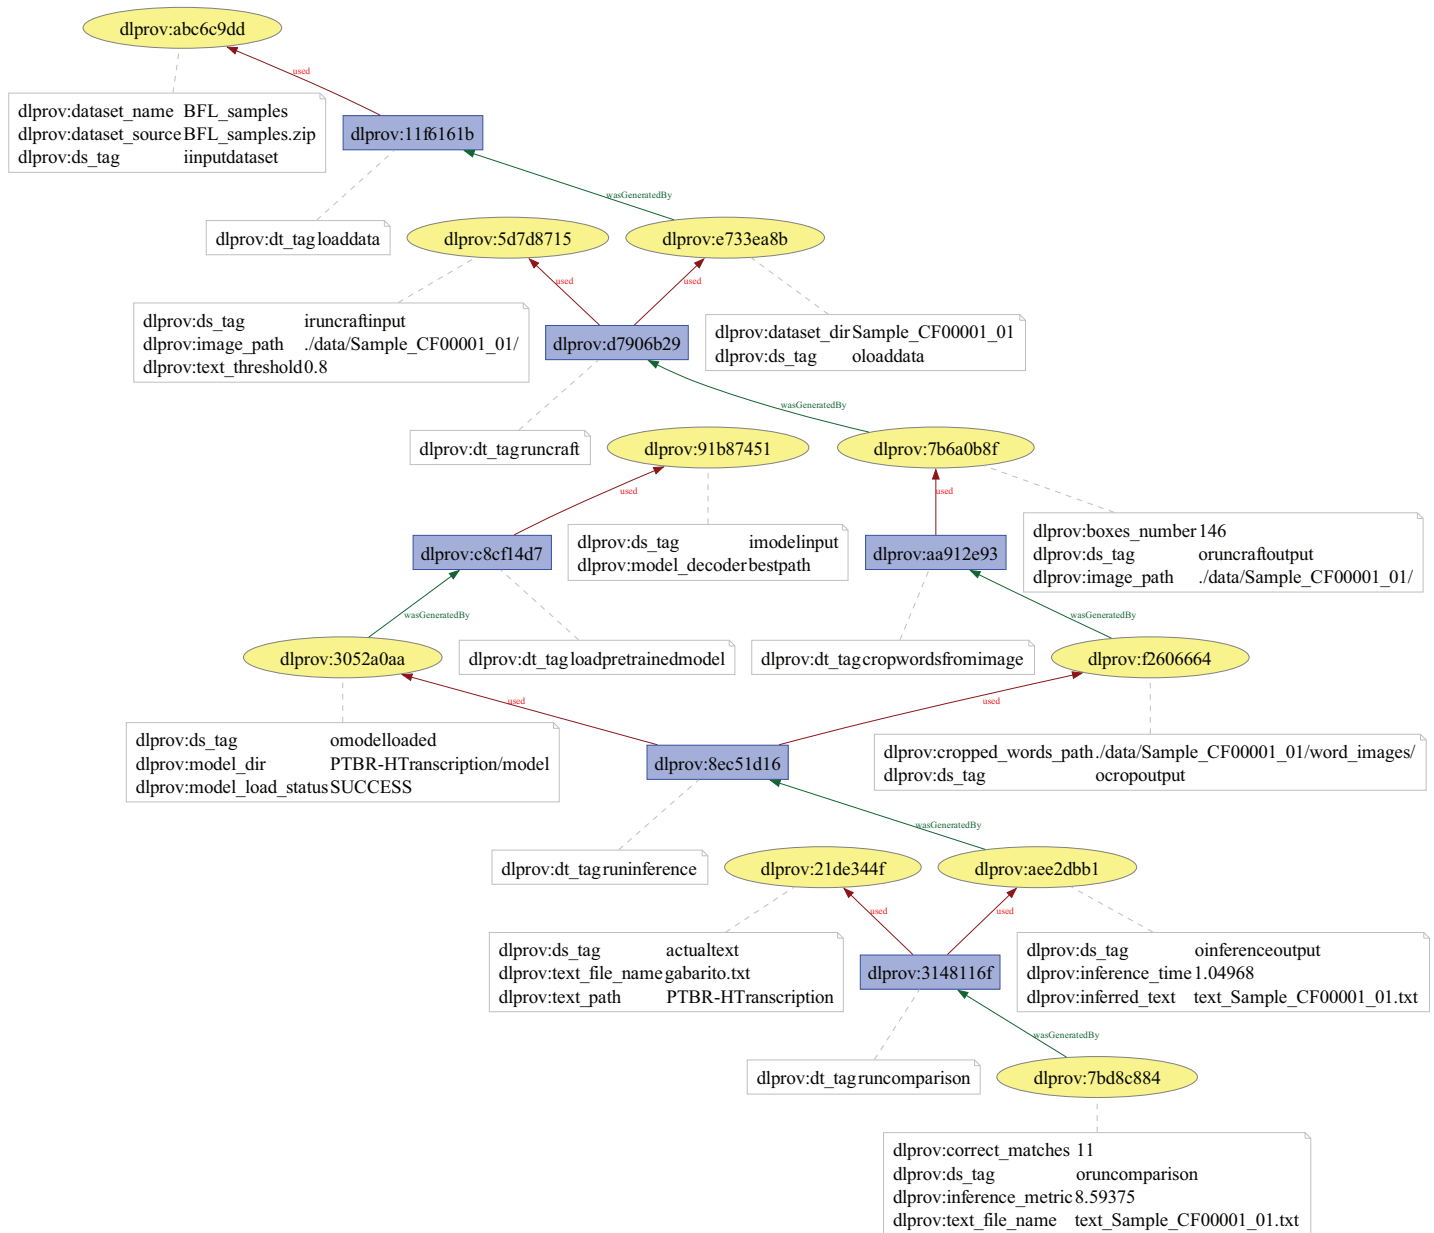 dlprov:abc6c9dd
used
dlprov:dataset_name BFL_samples
dlprov:dataset_source BFL_samples.zip
dlprov:ds_tag iinputdataset
dlprov:11f6161b
wasGeneratedBy
dlprov:dt_tag loaddata
dlprov:5d7d8715
dlprov:e733ea8b
used
used
dlprov:ds_tag iruncraftinput
dlprov:image_path ./data/Sample_CF00001_01/
dlprov:text_threshold 0.8
dlprov:d7906b29
dlprov:dataset_dir Sample_CF00001_01
dlprov:ds_tag oloaddata
wasGeneratedBy
dlprov:dt_tag runcraft
dlprov:91b87451
dlprov:7b6a0b8f
used
used
dlprov:c8cf14d7
dlprov:ds_tag imodelinput
dlprov:model_decoder bestpath
dlprov:aa912e93
dlprov:boxes_number 146
dlprov:ds_tag oruncraftoutput
dlprov:image_path ./data/Sample_CF00001_01/
wasGeneratedBy
wasGeneratedBy
dlprov:3052a0aa
dlprov:dt_tag loadpretrainedmodel
dlprov:dt_tag cropwordsfromimage
dlprov:f2606664
used
used
dlprov:ds_tag omodelloaded
dlprov:model_dir PTBR-HTranscription/model
dlprov:model_load_status SUCCESS
dlprov:8ec51d16
dlprov:cropped_words_path ./data/Sample_CF00001_01/word_images/
dlprov:ds_tag ocropoutput
wasGeneratedBy
dlprov:dt_tag runinference
dlprov:21de344f
dlprov:aee2dbb1
used
used
dlprov:ds_tag actualtext
dlprov:text_file_name gabarito.txt
dlprov:text_path PTBR-HTranscription
dlprov:3148116f
dlprov:ds_tag oinferenceoutput
dlprov:inference_time 1.04968
dlprov:inferred_text text_Sample_CF00001_01.txt
wasGeneratedBy
dlprov:dt_tag runcomparison
dlprov:7bd8c884
dlprov:correct_matches 11
dlprov:ds_tag oruncomparison
dlprov:inference_metric 8.59375
dlprov:text_file_name text_Sample_CF00001_01.txt